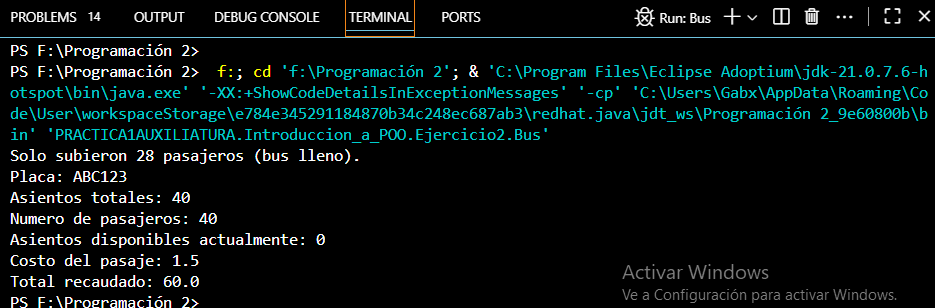 PROBLEMS 14 OUTPUT DEBUG CONSOLE TERMINAL PORTS Run: Bus
PS F:\Programación 2>
PS F:\Programación 2>  f:; cd 'f:\Programación 2'; & 'C:\Program Files\Eclipse Adoptium\jdk-21.0.7.6-h
otspot\bin\java.exe' '-XX:+ShowCodeDetailsInExceptionMessages' '-cp' 'C:\Users\Gabx\AppData\Roaming\Co
de\User\workspaceStorage\e784e345291184870b34c248ec687ab3\redhat.java\jdt_ws\Programación 2_9e60800b\b
in' 'PRACTICA1AUXILIATURA.Introduccion_a_POO.Ejercicio2.Bus'
Solo subieron 28 pasajeros (bus lleno).
Placa: ABC123
Asientos totales: 40
Numero de pasajeros: 40
Asientos disponibles actualmente: 0
Costo del pasaje: 1.5
Total recaudado: 60.0
PS F:\Programación 2>
Activar Windows
Ve a Configuración para activar Windows.